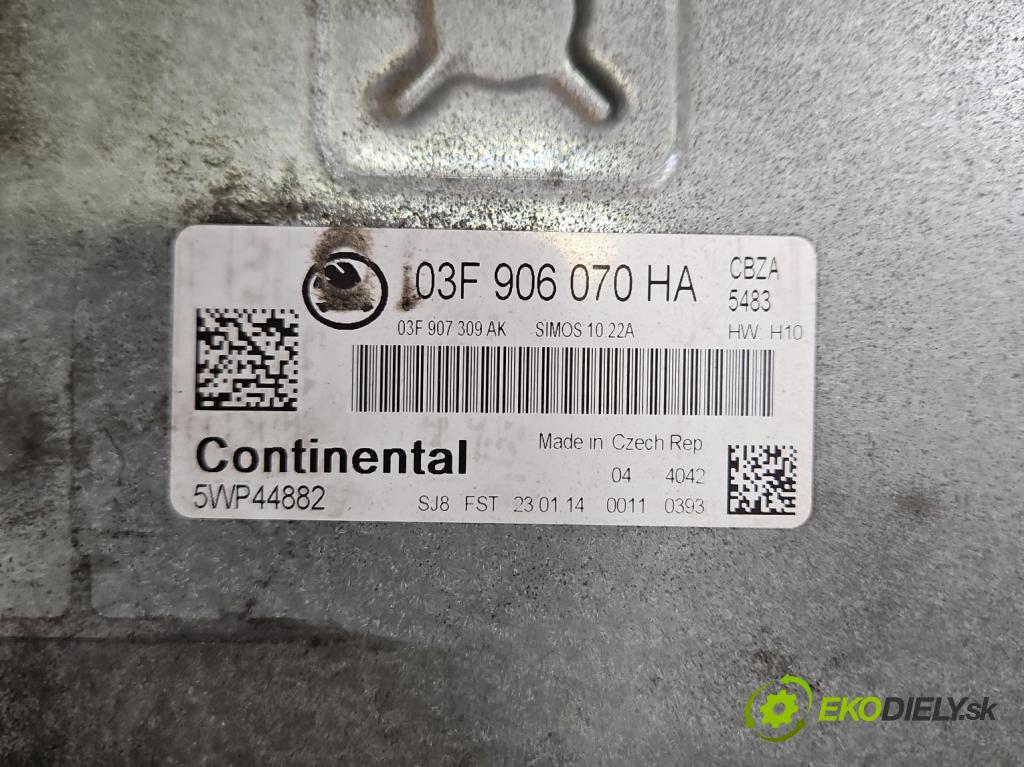 03F 906 070 HA
CBZA
5483
03F 907 309 AK SIMOS 10.22A HW: H10
Continental
Made in Czech Rep
5WP44882
04 4042
SJ8 FST 23.01.14 0011 0393
EKODIELY.sk